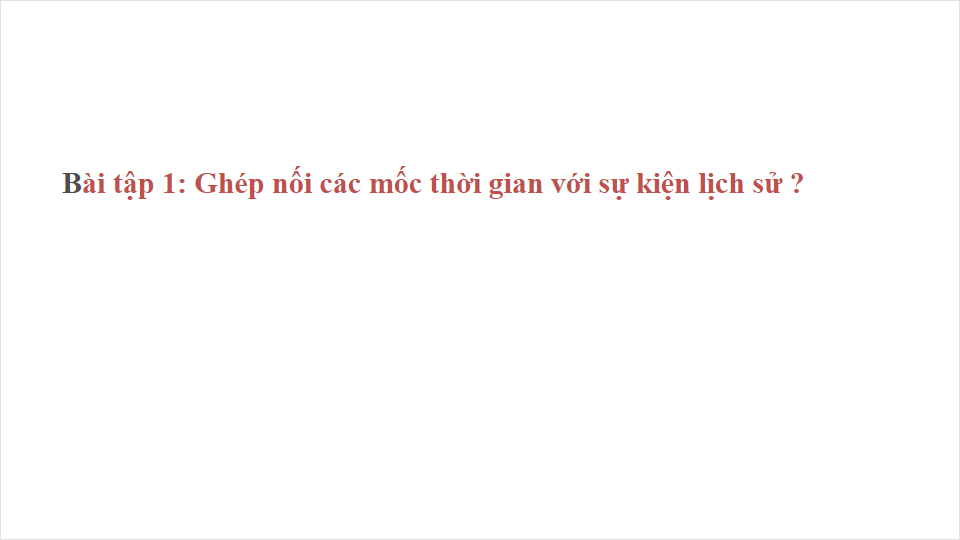 Bài tập 1: Ghép nối các mốc thời gian với sự kiện lịch sử ?